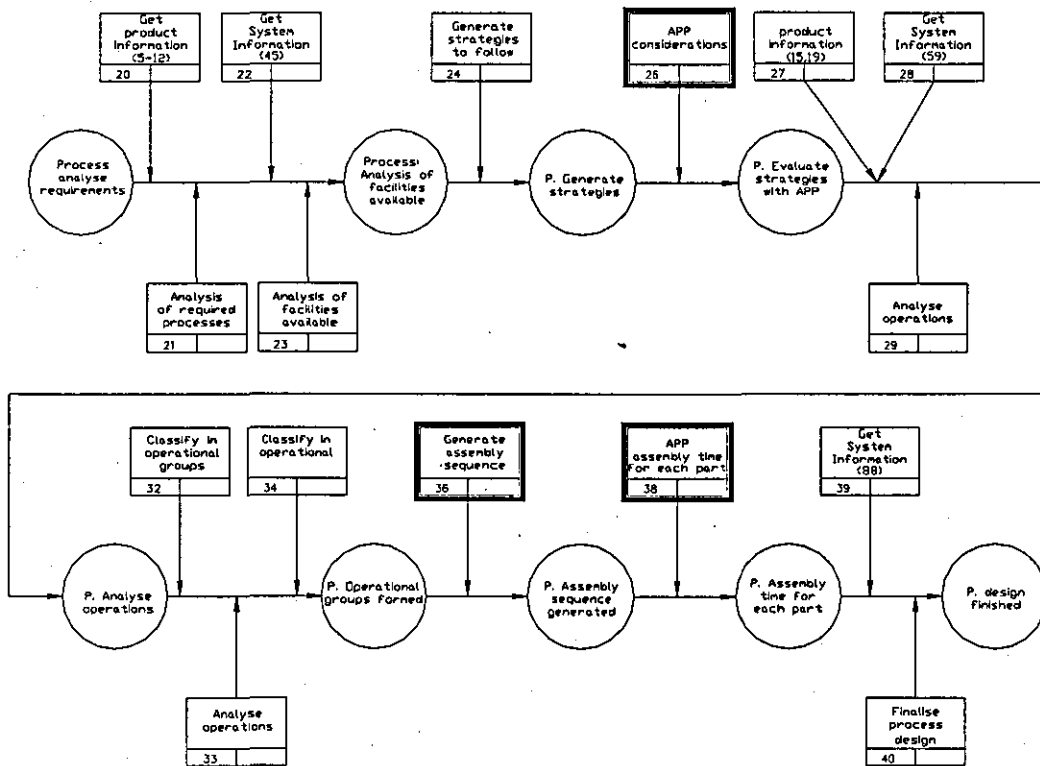 Get
product
Information
(5-12)
20
Get
System
Information
(45)
22
Generate
strategies
to follow
24
APP
considerations
26
product
Information
(15,19)
27
Get
System
Information
(59)
28
Process
analyse
requirements
Process:
Analysis of
facilities
available
P. Generate
strategies
P. Evaluate
strategies
with APP
Analysis
of required
processes
21
Analysis of
facilities
available
23
Analyse
operations
29
Classify in
operational
groups
32
Classify in
operational
34
Generate
assembly
sequence
36
APP
assembly time
for each part
38
Get
System
Information
(88)
39
P. Analyse
operations
P. Operational
groups formed
P. Assembly
sequence
generated
P. Assembly
time for
each part
P. design
finished
Analyse
operations
33
Finalise
process
design
40